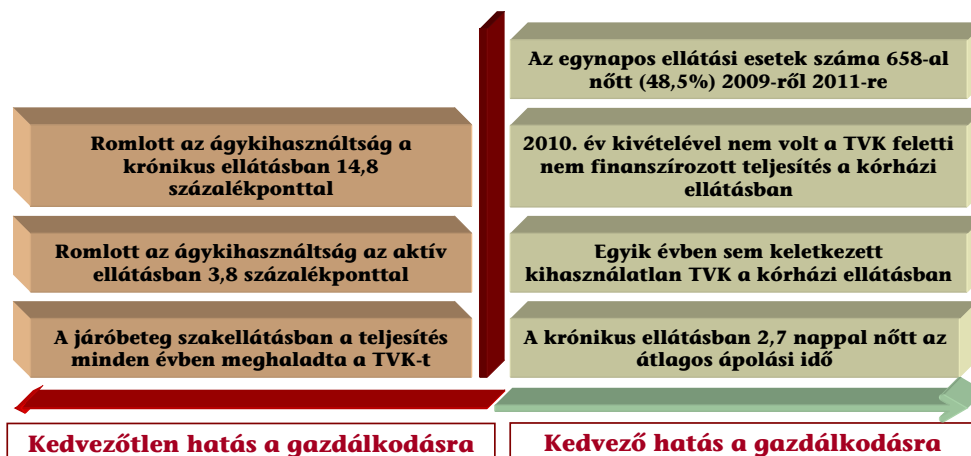 Az egynapos ellátási esetek száma 658-al
nőtt (48,5%) 2009-ről 2011-re
Romlott az ágykihasználtság a
krónikus ellátásban 14,8
százalékponttal
2010. év kivételével nem volt a TVK feletti
nem finanszírozott teljesítés a kórházi
ellátásban
Romlott az ágykihasználtság az aktív
ellátásban 3,8 százalékponttal
Egyik évben sem keletkezett
kihasználatlan TVK a kórházi ellátásban
A járóbeteg szakellátásban a teljesítés
minden évben meghaladta a TVK-t
A krónikus ellátásban 2,7 nappal nőtt az
átlagos ápolási idő
Kedvezőtlen hatás a gazdálkodásra
Kedvező hatás a gazdálkodásra